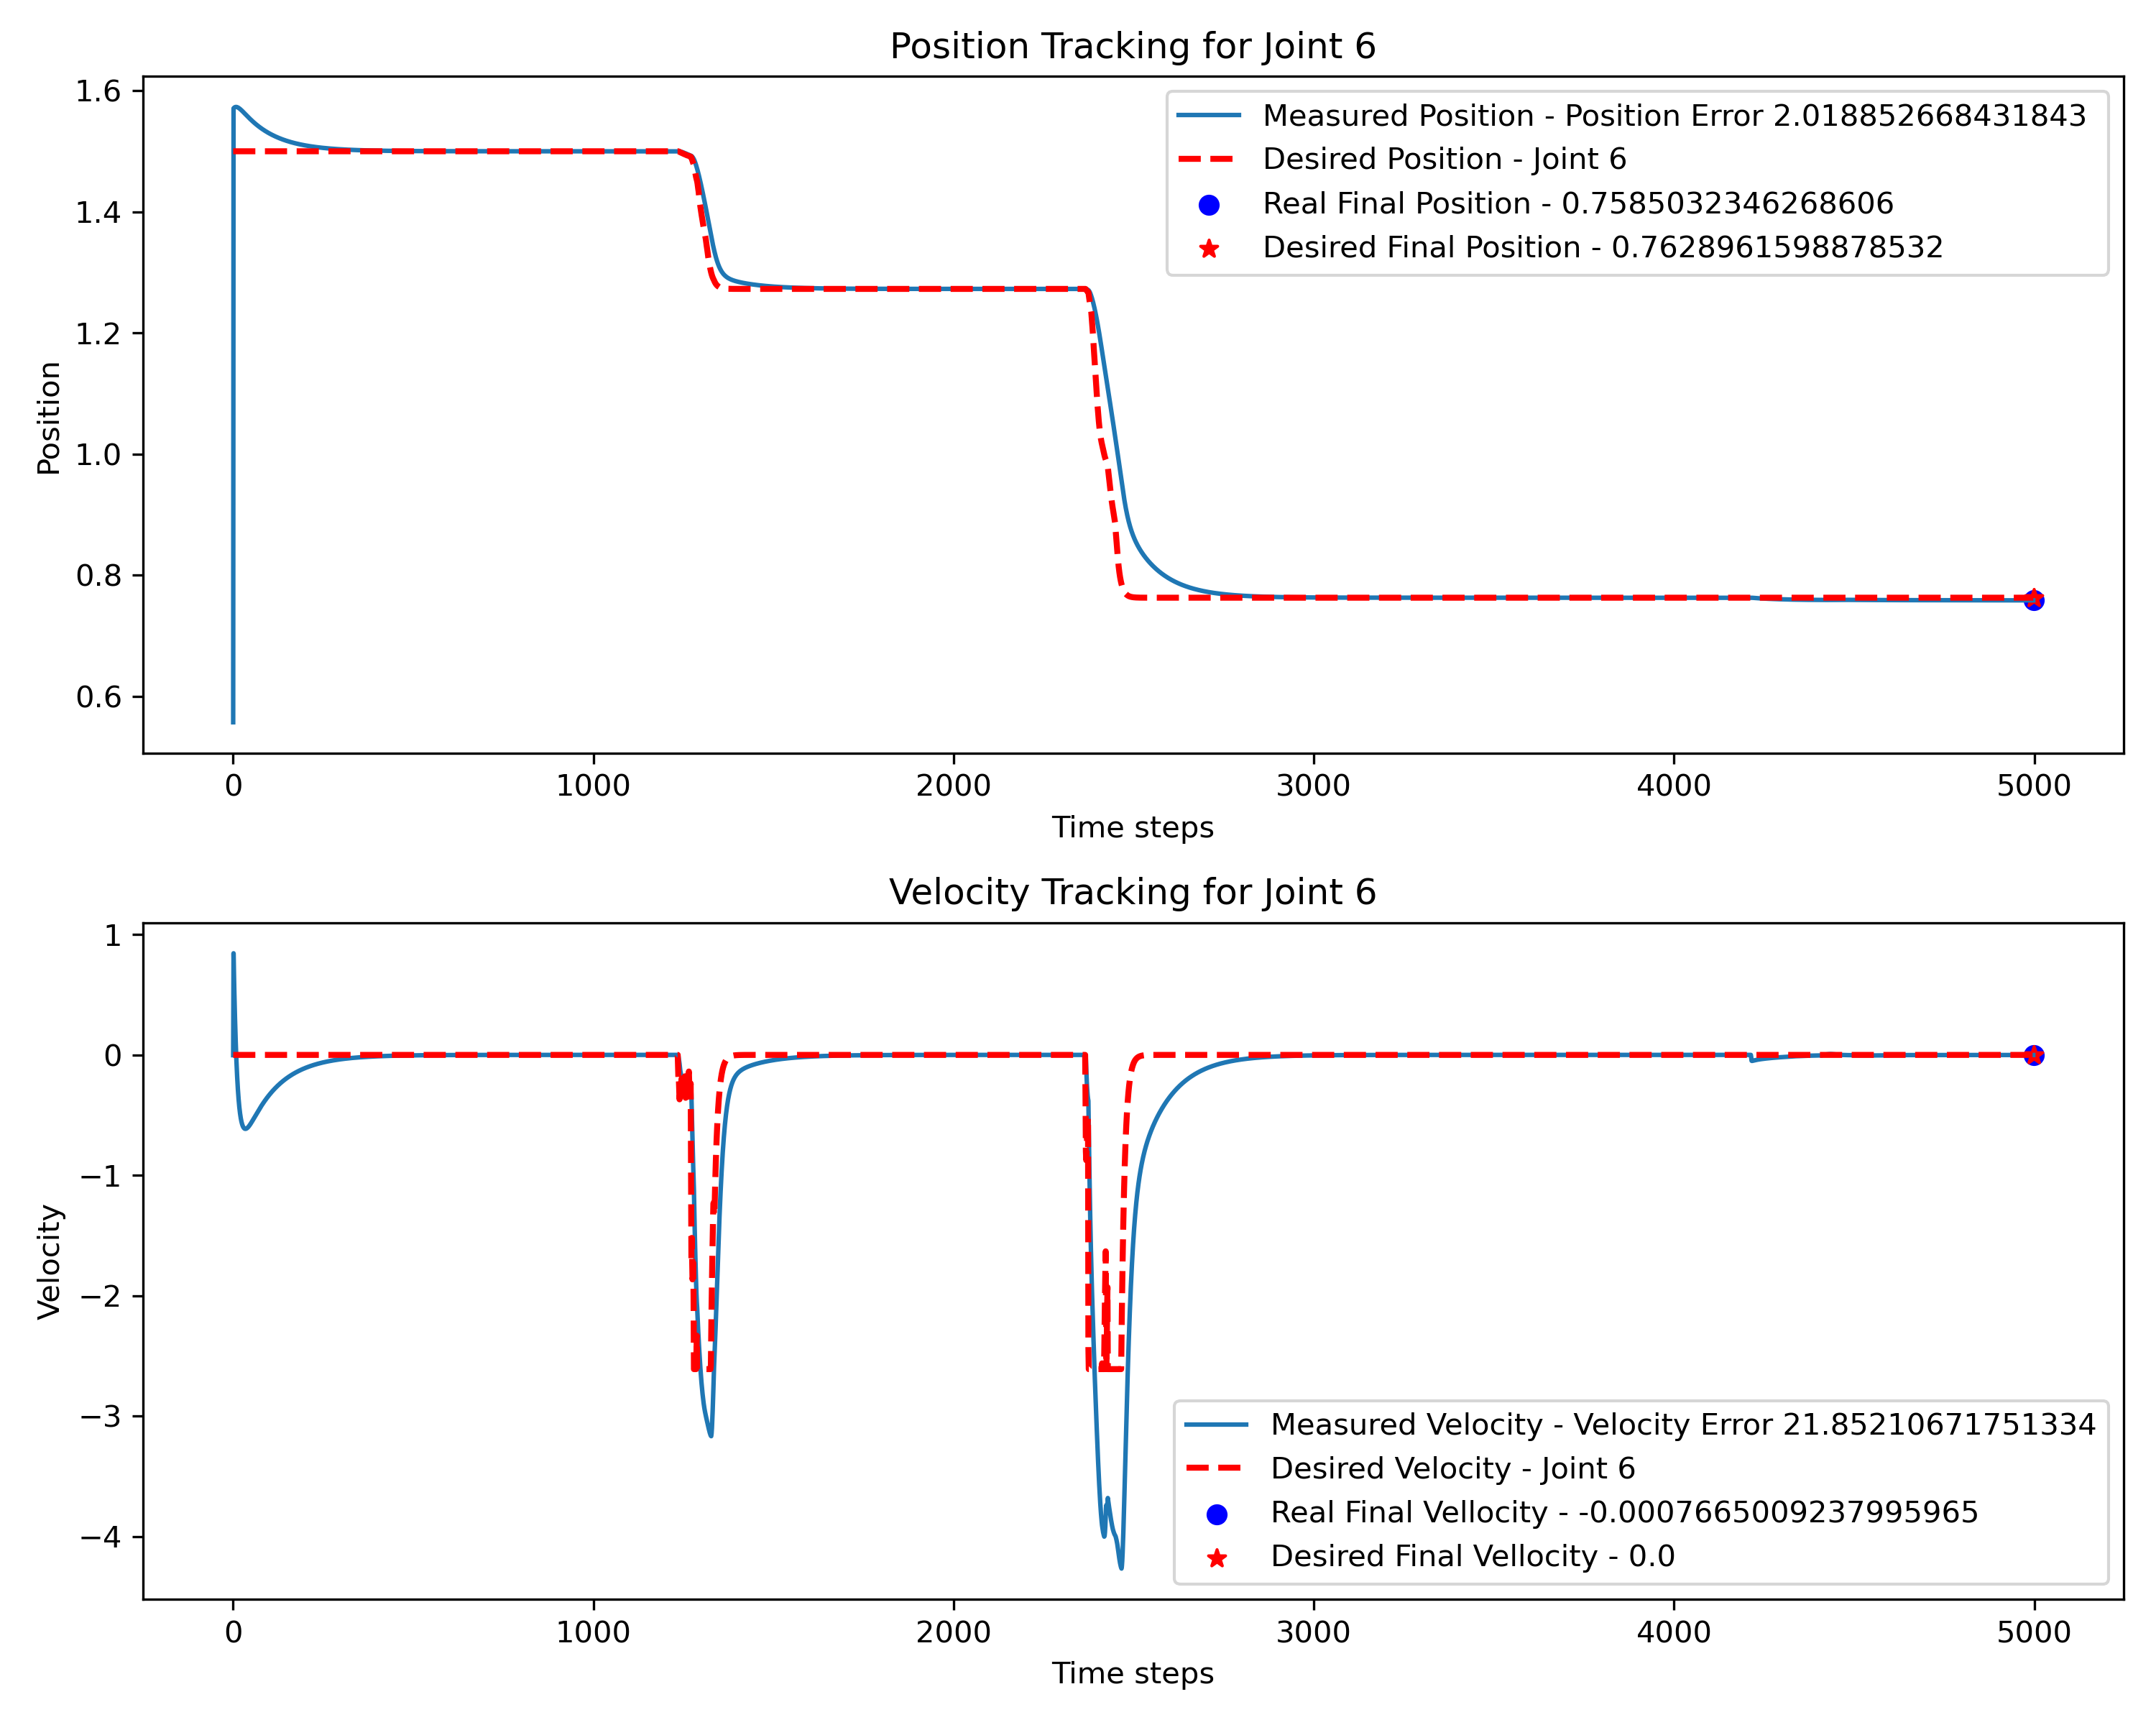 Position Tracking for Joint 6
1.6
1.4
1.2
1.0
0.8
0.6
Position
Measured Position - Position Error 2.018852668431843
Desired Position - Joint 6
Real Final Position - 0.7585032346268606
Desired Final Position - 0.7628961598878532
0 1000 2000 3000 4000 5000
Time steps
Velocity Tracking for Joint 6
1
0
−1
−2
−3
−4
Velocity
Measured Velocity - Velocity Error 21.85210671751334
Desired Velocity - Joint 6
Real Final Vellocity - -0.0007665009237995965
Desired Final Vellocity - 0.0
0 1000 2000 3000 4000 5000
Time steps